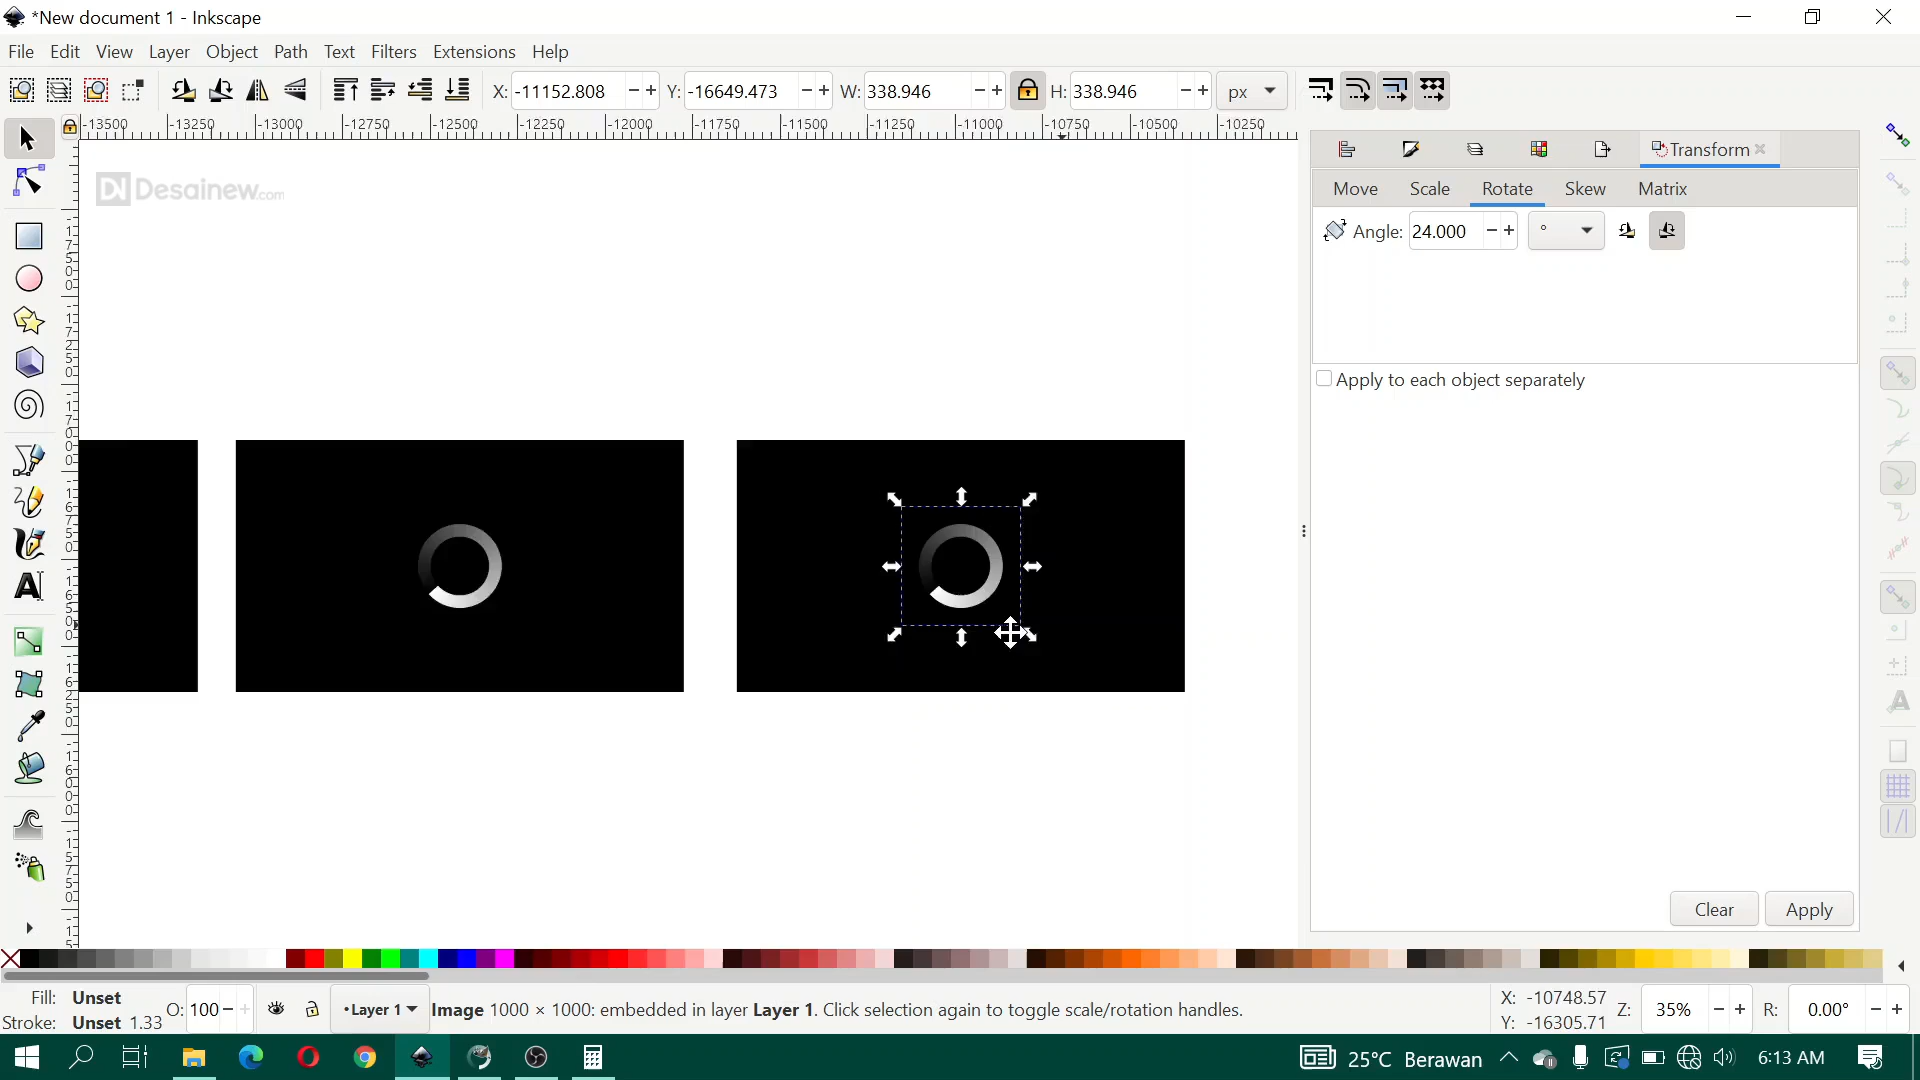 *New document 1 - Inkscape
File Edit View Layer Object Path Text Filters Extensions Help
X: -11152.808 Y: -16649.473 W: 338.946 H: 338.946 px
-13500 -13250 -13000 -12750 -12500 -12250 -12000 -11750 -11500 -11250 -11000 -10750 -10500 -10250
Transform
Desainew.com
Move Scale Rotate Skew Matrix
Angle: 24.000 °
Apply to each object separately
Clear Apply
Fill: Unset
Stroke: Unset 1.33
O: 100
•Layer 1
Image 1000 × 1000: embedded in layer Layer 1. Click selection again to toggle scale/rotation handles.
X: -10748.57
Y: -16305.71
Z: 35% R: 0.00°
25°C Berawan 6:13 AM